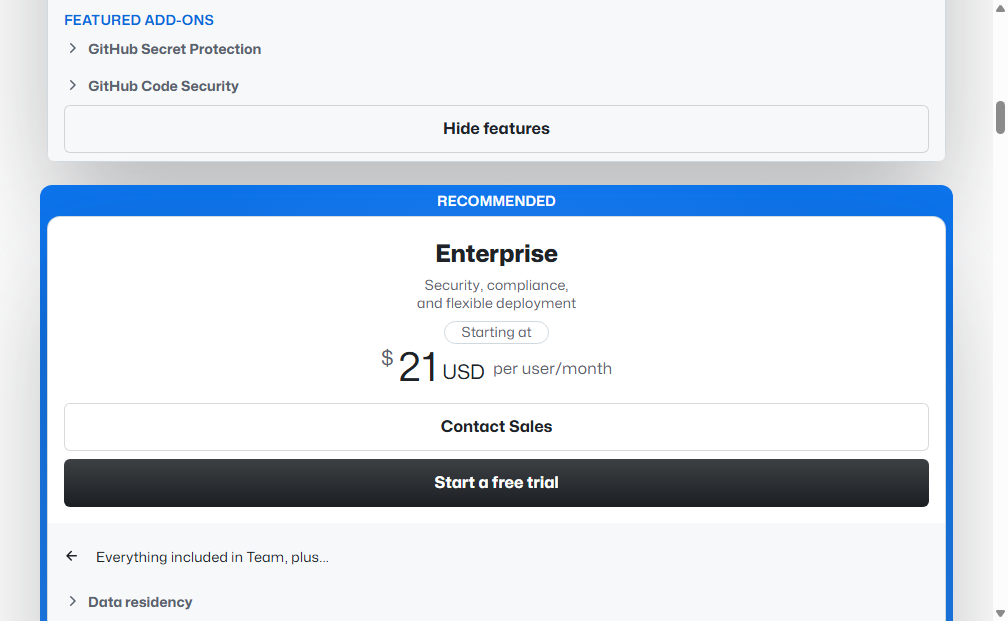 FEATURED ADD-ONS
GitHub Secret Protection
GitHub Code Security
Hide features
RECOMMENDED
Enterprise
Security, compliance,
and flexible deployment
Starting at
$ 21 USD per user/month
Contact Sales
Start a free trial
Everything included in Team, plus...
Data residency